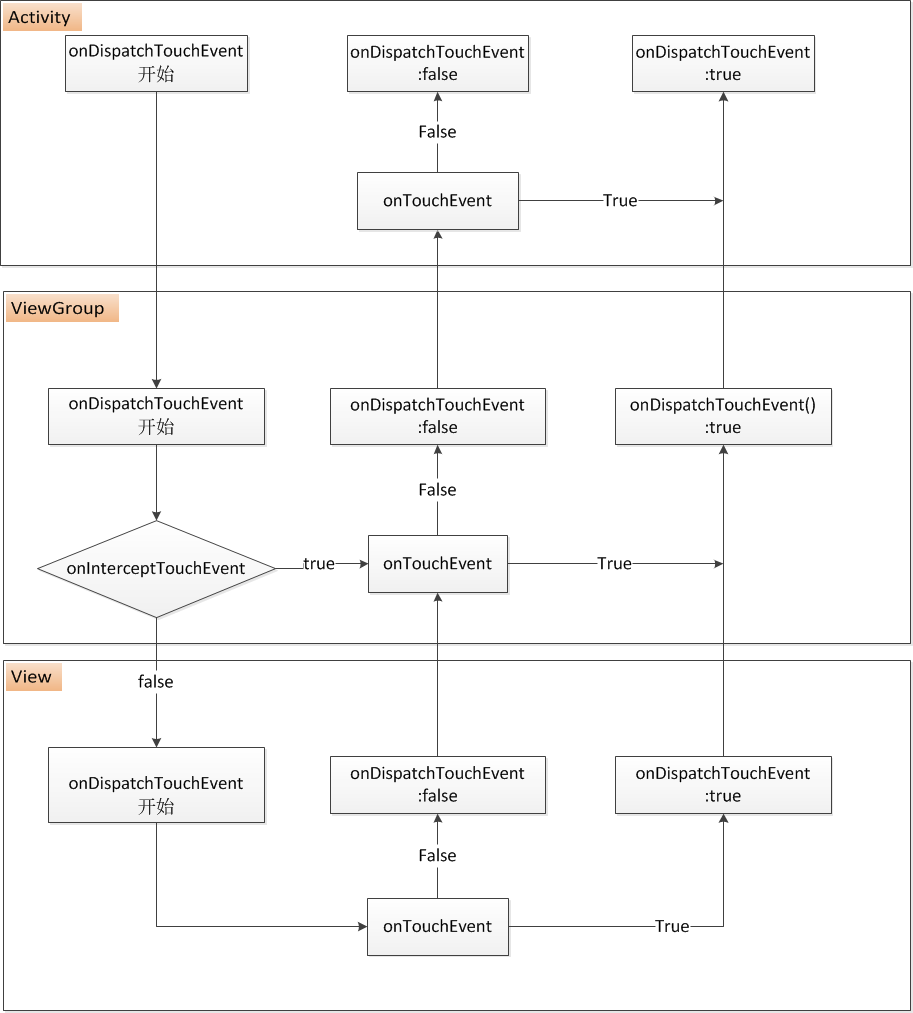 Activity
onDispatchTouchEvent
开始
onDispatchTouchEvent
:false
onDispatchTouchEvent
:true
False
onTouchEvent
True
ViewGroup
onDispatchTouchEvent
开始
onDispatchTouchEvent
:false
onDispatchTouchEvent()
:true
False
onInterceptTouchEvent
true
onTouchEvent
True
View
false
onDispatchTouchEvent
开始
onDispatchTouchEvent
:false
onDispatchTouchEvent
:true
False
onTouchEvent
True